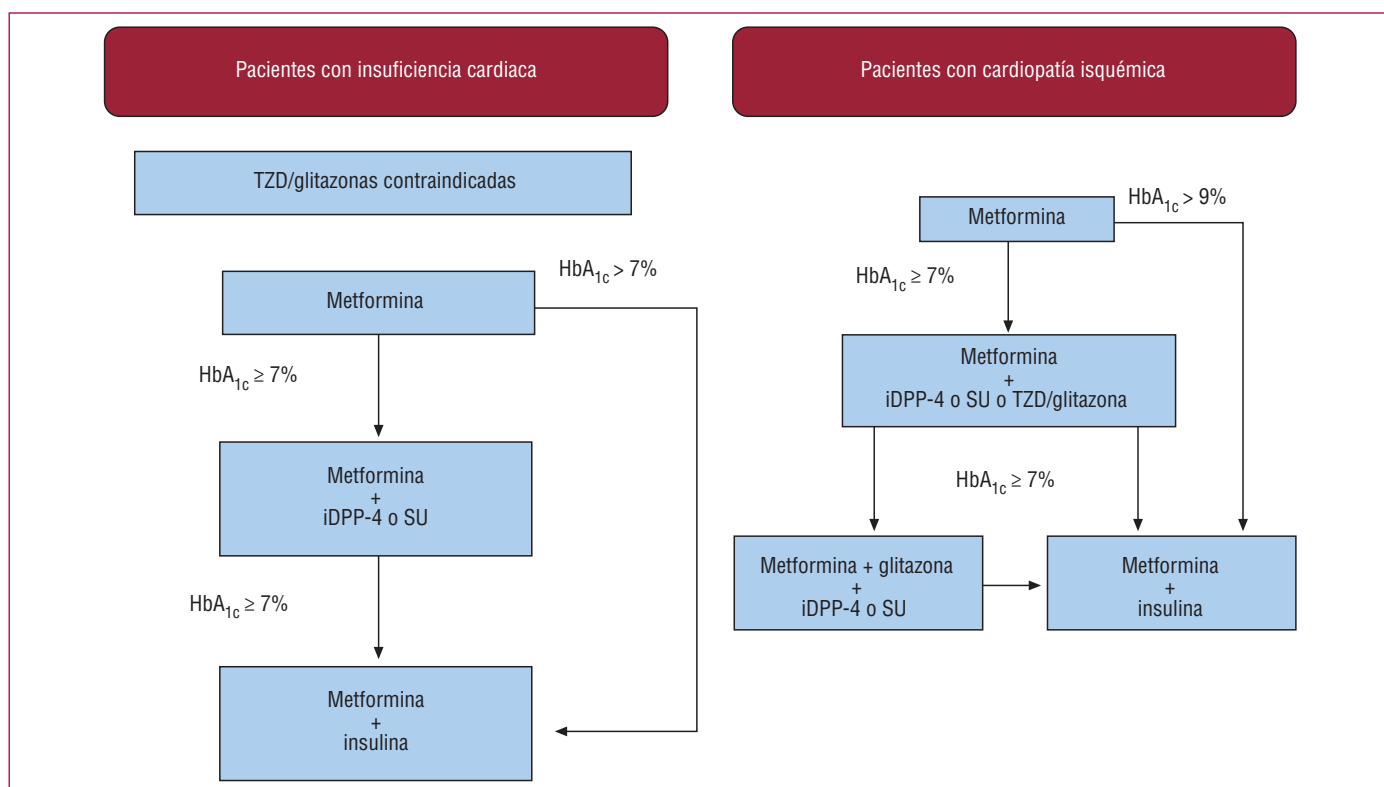 Pacientes con insuficiencia cardiaca
TZD/glitazonas contraindicadas
Metformina
HbA1c > 7%
HbA1c ≥ 7%
Metformina
+
iDPP-4 o SU
HbA1c ≥ 7%
Metformina
+
insulina
Pacientes con cardiopatía isquémica
Metformina
HbA1c > 9%
HbA1c ≥ 7%
Metformina
+
iDPP-4 o SU o TZD/glitazona
HbA1c ≥ 7%
Metformina + glitazona
+
iDPP-4 o SU
Metformina
+
insulina